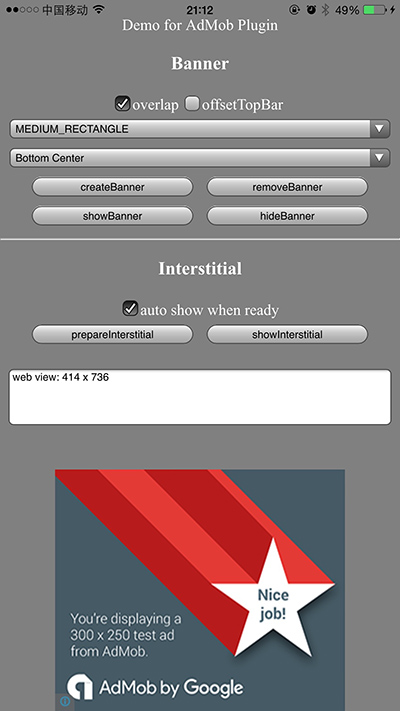 中国移动 21:12 49%
Demo for AdMob Plugin
Banner
overlap offsetTopBar
MEDIUM_RECTANGLE
Bottom Center
createBanner removeBanner
showBanner hideBanner
Interstitial
auto show when ready
prepareInterstitial showInterstitial
web view: 414 x 736
Nice
job!
You're displaying a
300 x 250 test ad
from AdMob.
AdMob by Google